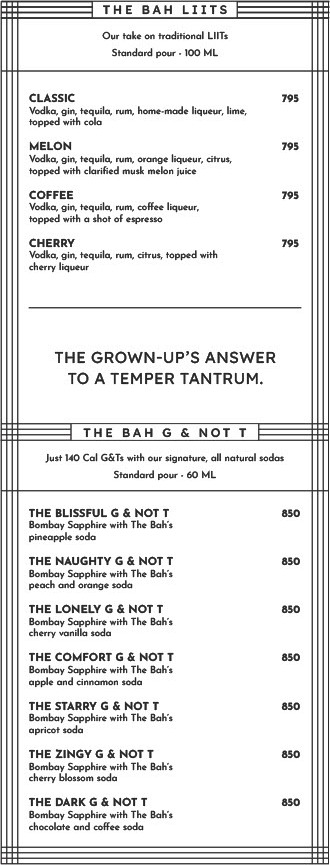 THE BAH LIITS
Our take on traditional LIITs
Standard pour - 100 ML
CLASSIC 795
Vodka, gin, tequila, rum, home-made liqueur, lime,
topped with cola
MELON 795
Vodka, gin, tequila, rum, orange liqueur, citrus,
topped with clarified musk melon juice
COFFEE 795
Vodka, gin, tequila, rum, coffee liqueur,
topped with a shot of espresso
CHERRY 795
Vodka, gin, tequila, rum, citrus, topped with
cherry liqueur
THE GROWN-UP'S ANSWER
TO A TEMPER TANTRUM.
THE BAH G & NOT T
Just 140 Cal G&Ts with our signature, all natural sodas
Standard pour - 60 ML
THE BLISSFUL G & NOT T 850
Bombay Sapphire with The Bah's
pineapple soda
THE NAUGHTY G & NOT T 850
Bombay Sapphire with The Bah's
peach and orange soda
THE LONELY G & NOT T 850
Bombay Sapphire with The Bah's
cherry vanilla soda
THE COMFORT G & NOT T 850
Bombay Sapphire with The Bah's
apple and cinnamon soda
THE STARRY G & NOT T 850
Bombay Sapphire with The Bah's
apricot soda
THE ZINGY G & NOT T 850
Bombay Sapphire with The Bah's
cherry blossom soda
THE DARK G & NOT T 850
Bombay Sapphire with The Bah's
chocolate and coffee soda